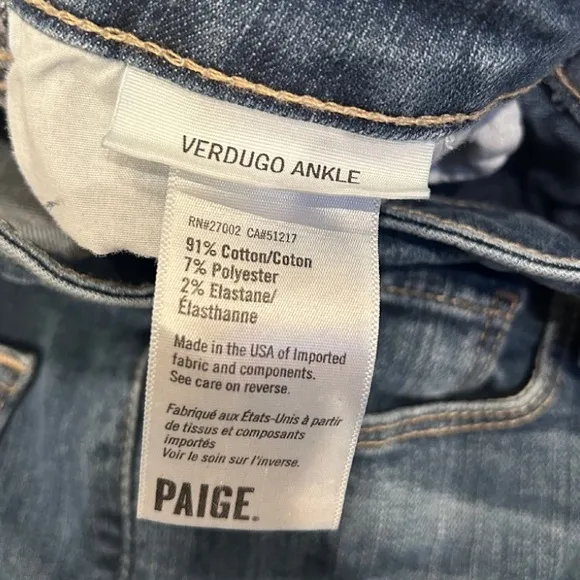 VERDUGO ANKLE
RN#27002 CA#51217
91% Cotton/Coton
7% Polyester
2% Elastane/
Élasthanne
Made in the USA of Imported
fabric and components.
See care on reverse.
Fabriqué aux États-Unis à partir
de tissus et composants
importés
Voir le soin sur l'inverse.
PAIGE.